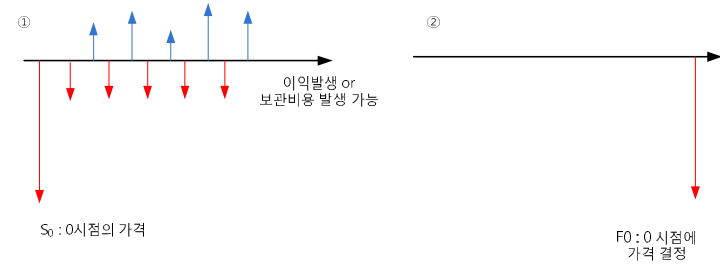 ①
이익발생 or
보관비용 발생 가능
S₀ : 0시점의 가격
②
F0 : 0 시점에
가격 결정